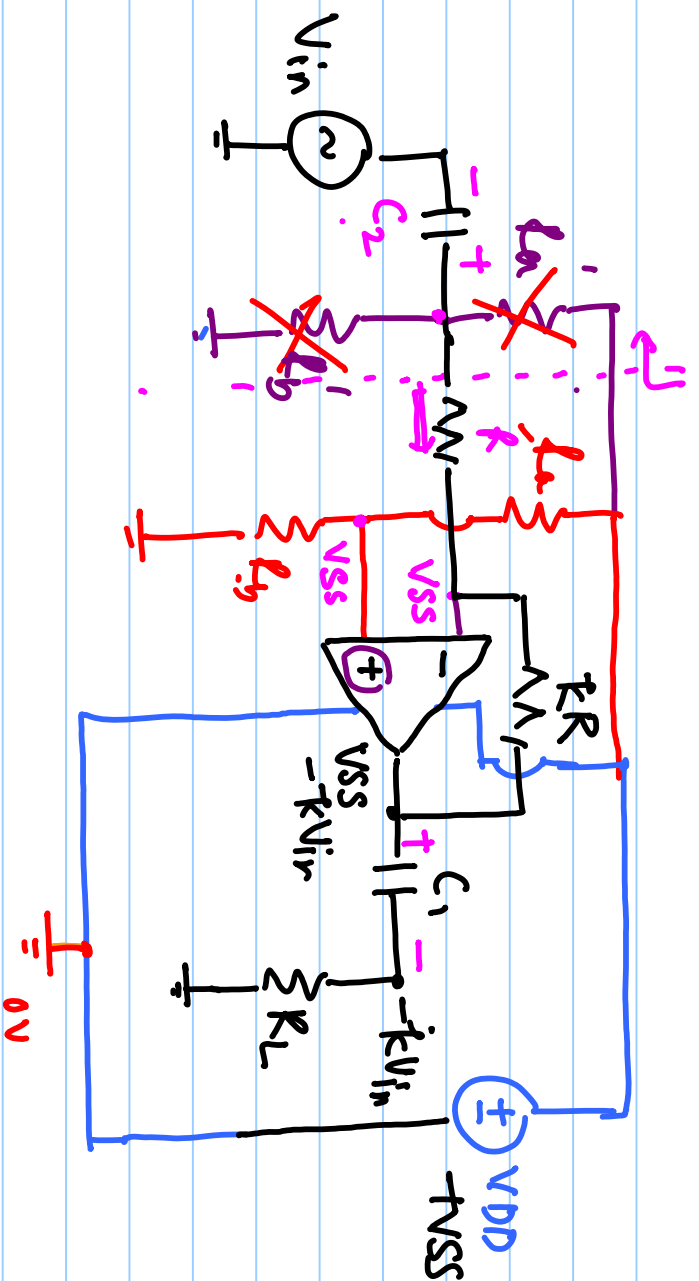 Vin
C2
-
+
R
VSS
VSS
-
+
kR
VSS
-kVin
+
-
C1
-kVin
RL
0V
+
-
VDD
+VSS